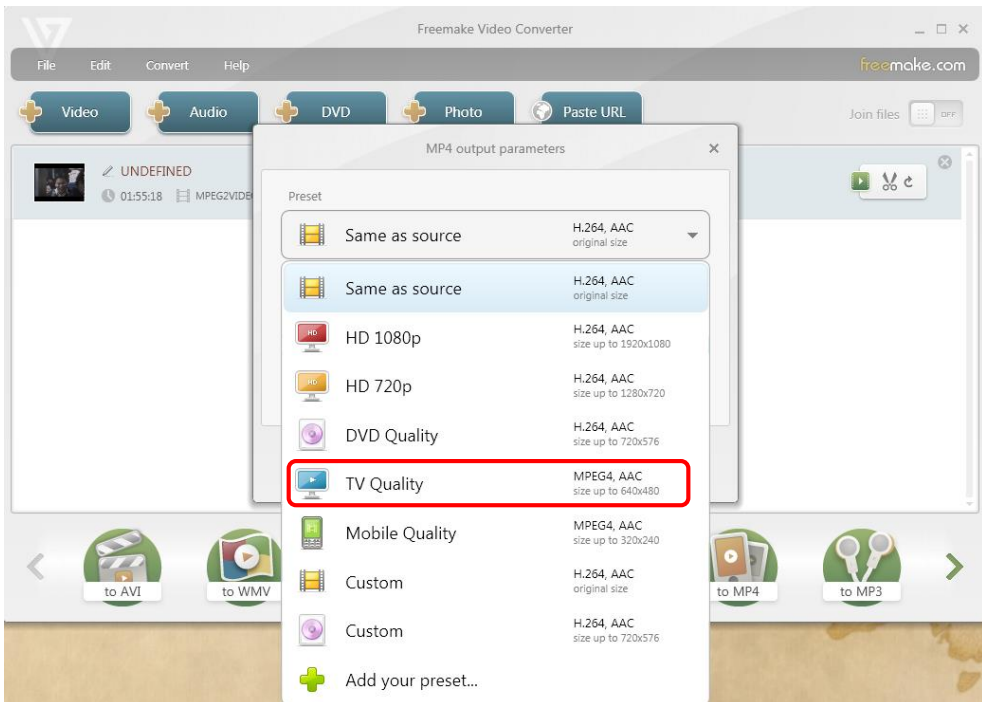 Freemake Video Converter
File Edit Convert Help
freemake.com
Video Audio DVD Photo Paste URL
Join files OFF
MP4 output parameters
UNDEFINED
01:55:18 MPEG2VIDE
Preset
Same as source H.264, AAC
original size
Same as source H.264, AAC
original size
HD 1080p H.264, AAC
size up to 1920x1080
HD 720p H.264, AAC
size up to 1280x720
DVD Quality H.264, AAC
size up to 720x576
TV Quality MPEG4, AAC
size up to 640x480
Mobile Quality MPEG4, AAC
size up to 320x240
Custom H.264, AAC
original size
Custom H.264, AAC
size up to 720x576
Add your preset...
to AVI to WMV to MP4 to MP3